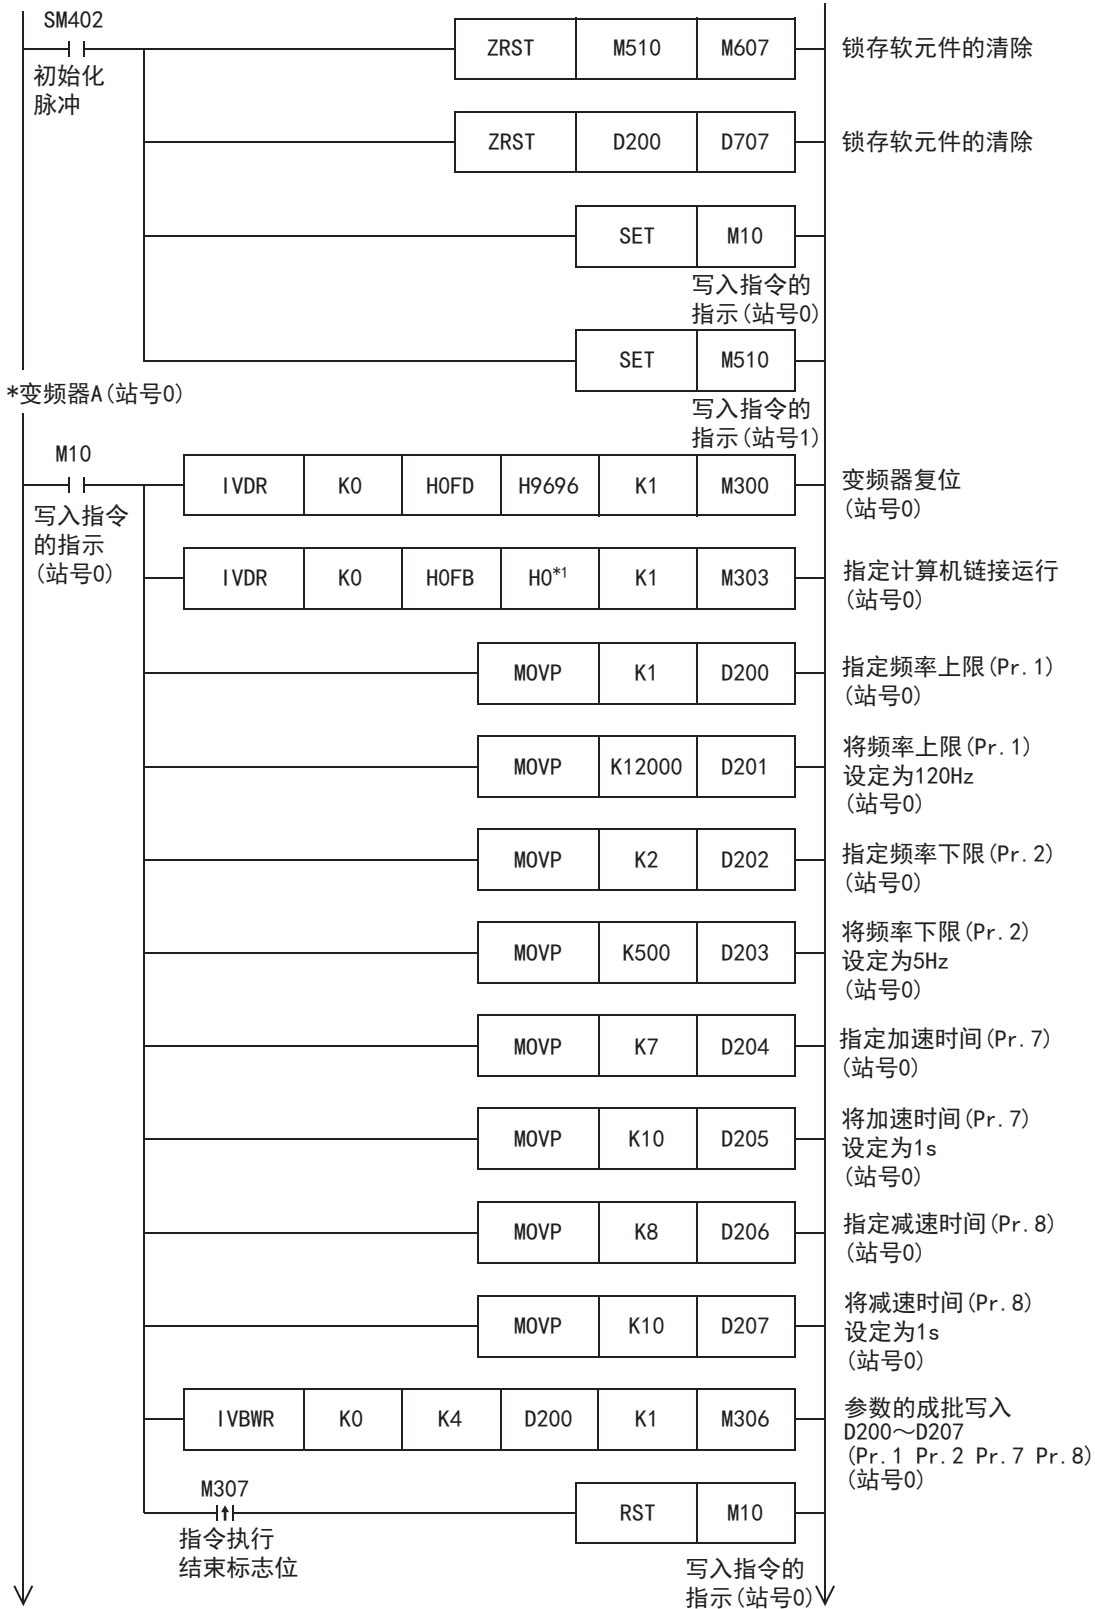 SM402
初始化
脉冲
ZRST M510 M607 锁存软元件的清除
ZRST D200 D707 锁存软元件的清除
SET M10
写入指令的
指示(站号0)
SET M510
写入指令的
指示(站号1)
*变频器A(站号0)
M10
写入指令
的指示
(站号0)
IVDR K0 H0FD H9696 K1 M300 变频器复位
(站号0)
IVDR K0 H0FB H0*1 K1 M303 指定计算机链接运行
(站号0)
MOVP K1 D200 指定频率上限(Pr.1)
(站号0)
MOVP K12000 D201 将频率上限(Pr.1)
设定为120Hz
(站号0)
MOVP K2 D202 指定频率下限(Pr.2)
(站号0)
MOVP K500 D203 将频率下限(Pr.2)
设定为5Hz
(站号0)
MOVP K7 D204 指定加速时间(Pr.7)
(站号0)
MOVP K10 D205 将加速时间(Pr.7)
设定为1s
(站号0)
MOVP K8 D206 指定减速时间(Pr.8)
(站号0)
MOVP K10 D207 将减速时间(Pr.8)
设定为1s
(站号0)
IVBWR K0 K4 D200 K1 M306 参数的成批写入
D200～D207
(Pr.1 Pr.2 Pr.7 Pr.8)
(站号0)
M307
指令执行
结束标志位
RST M10
写入指令的
指示(站号0)